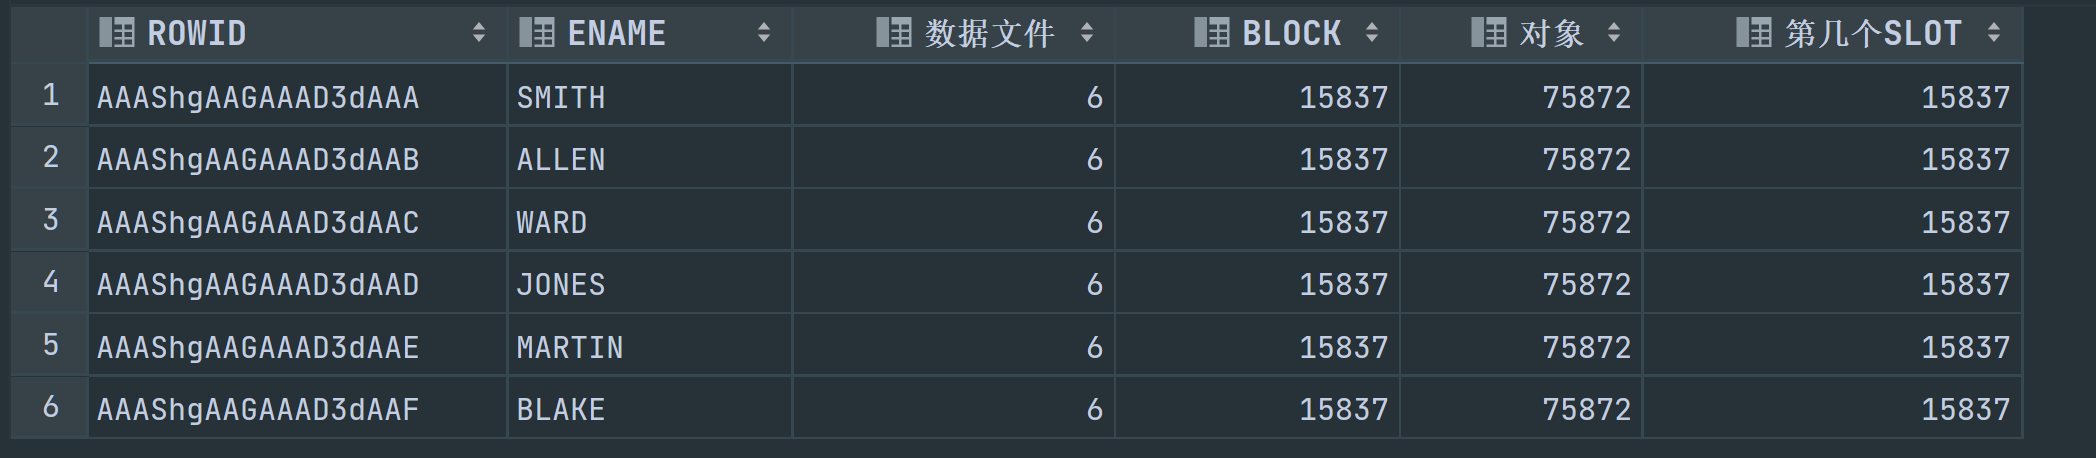 ROWID ENAME 数据文件 BLOCK 对象 第几个SLOT
1 AAAShgAAGAAAD3dAAA SMITH 6 15837 75872 15837
2 AAAShgAAGAAAD3dAAB ALLEN 6 15837 75872 15837
3 AAAShgAAGAAAD3dAAC WARD 6 15837 75872 15837
4 AAAShgAAGAAAD3dAAD JONES 6 15837 75872 15837
5 AAAShgAAGAAAD3dAAE MARTIN 6 15837 75872 15837
6 AAAShgAAGAAAD3dAAF BLAKE 6 15837 75872 15837